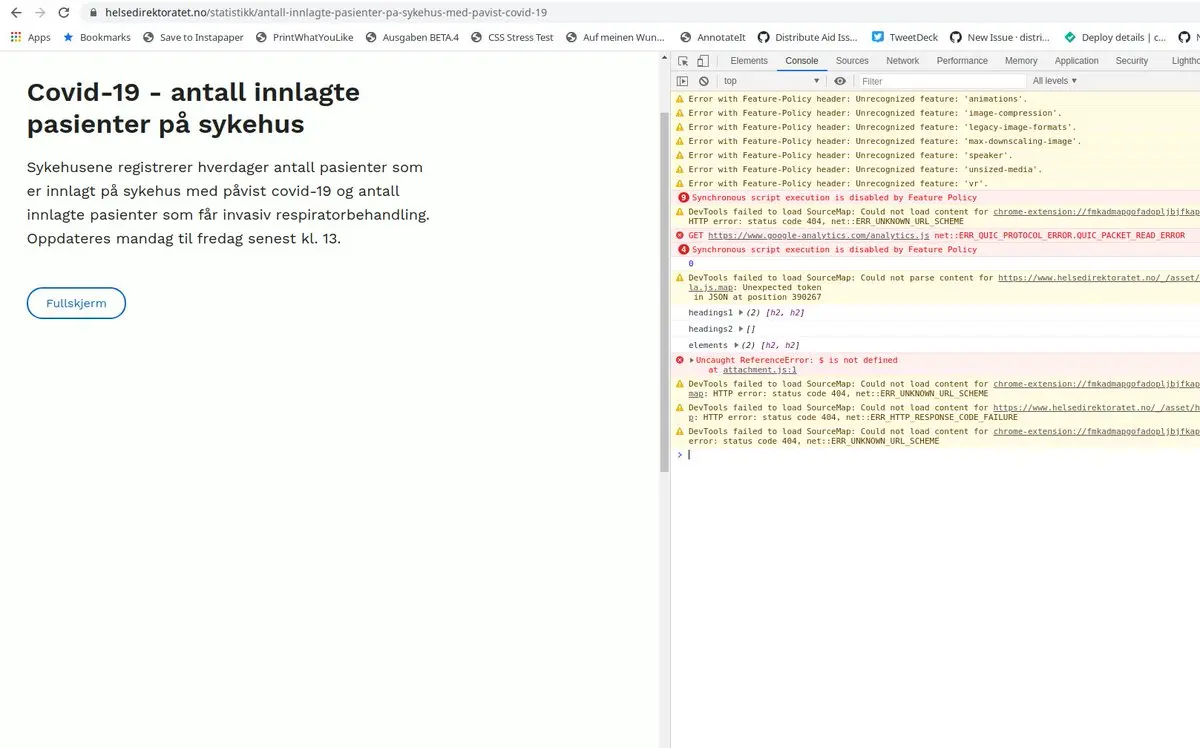 helsedirektoratet.no/statistikk/antall-innlagte-pasienter-pa-sykehus-med-pavist-covid-19
Apps Bookmarks Save to Instapaper PrintWhatYouLike Ausgaben BETA.4 CSS Stress Test Auf meinen Wun... AnnotateIt Distribute Aid Iss... TweetDeck New Issue · distri... Deploy details | c...
Covid-19 - antall innlagte
pasienter på sykehus
Sykehusene registrerer hverdager antall pasienter som
er innlagt på sykehus med påvist covid-19 og antall
innlagte pasienter som får invasiv respiratorbehandling.
Oppdateres mandag til fredag senest kl. 13.
Fullskjerm
Elements Console Sources Network Performance Memory Application Security Lightho
top Filter All levels
Error with Feature-Policy header: Unrecognized feature: 'animations'.
Error with Feature-Policy header: Unrecognized feature: 'image-compression'.
Error with Feature-Policy header: Unrecognized feature: 'legacy-image-formats'.
Error with Feature-Policy header: Unrecognized feature: 'max-downscaling-image'.
Error with Feature-Policy header: Unrecognized feature: 'speaker'.
Error with Feature-Policy header: Unrecognized feature: 'unsized-media'.
Error with Feature-Policy header: Unrecognized feature: 'vr'.
9 Synchronous script execution is disabled by Feature Policy
DevTools failed to load SourceMap: Could not load content for chrome-extension://fmkadmapgofadopljbjfkap
HTTP error: status code 404, net::ERR_UNKNOWN_URL_SCHEME
GET https://www.google-analytics.com/analytics.js net::ERR_QUIC_PROTOCOL_ERROR.QUIC_PACKET_READ_ERROR
4 Synchronous script execution is disabled by Feature Policy
0
DevTools failed to load SourceMap: Could not parse content for https://www.helsedirektoratet.no/_/asset/
la.js.map: Unexpected token
in JSON at position 390267
headings1 (2) [h2, h2]
headings2 []
elements (2) [h2, h2]
Uncaught ReferenceError: $ is not defined
at attachment.js:1
DevTools failed to load SourceMap: Could not load content for chrome-extension://fmkadmapgofadopljbjfkap
map: HTTP error: status code 404, net::ERR_UNKNOWN_URL_SCHEME
DevTools failed to load SourceMap: Could not load content for https://www.helsedirektoratet.no/_/asset/h
p: HTTP error: status code 404, net::ERR_HTTP_RESPONSE_CODE_FAILURE
DevTools failed to load SourceMap: Could not load content for chrome-extension://fmkadmapgofadopljbjfkap
error: status code 404, net::ERR_UNKNOWN_URL_SCHEME